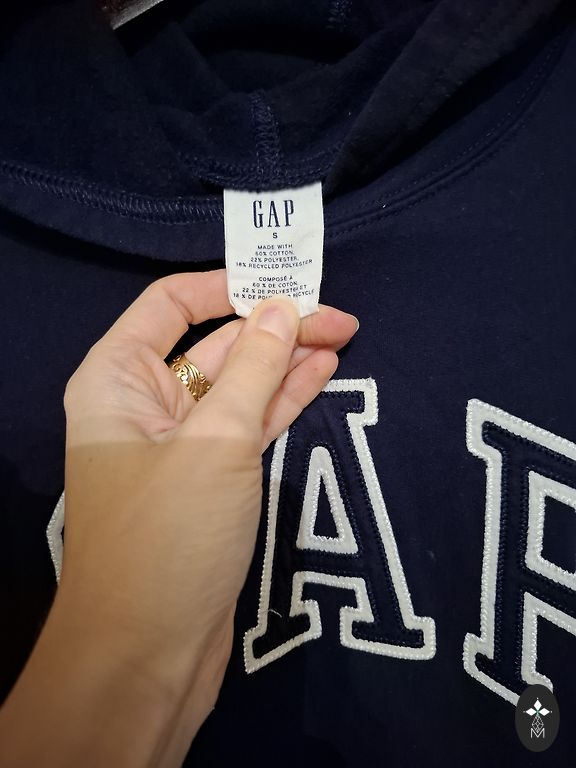 GAP
S
MADE WITH
60% COTTON,
22% POLYESTER,
18% RECYCLED POLYESTER
COMPOSÉ À
60 % DE COTON,
22 % DE POLYESTER ET
18 % DE RECYCLÉ
AP
M